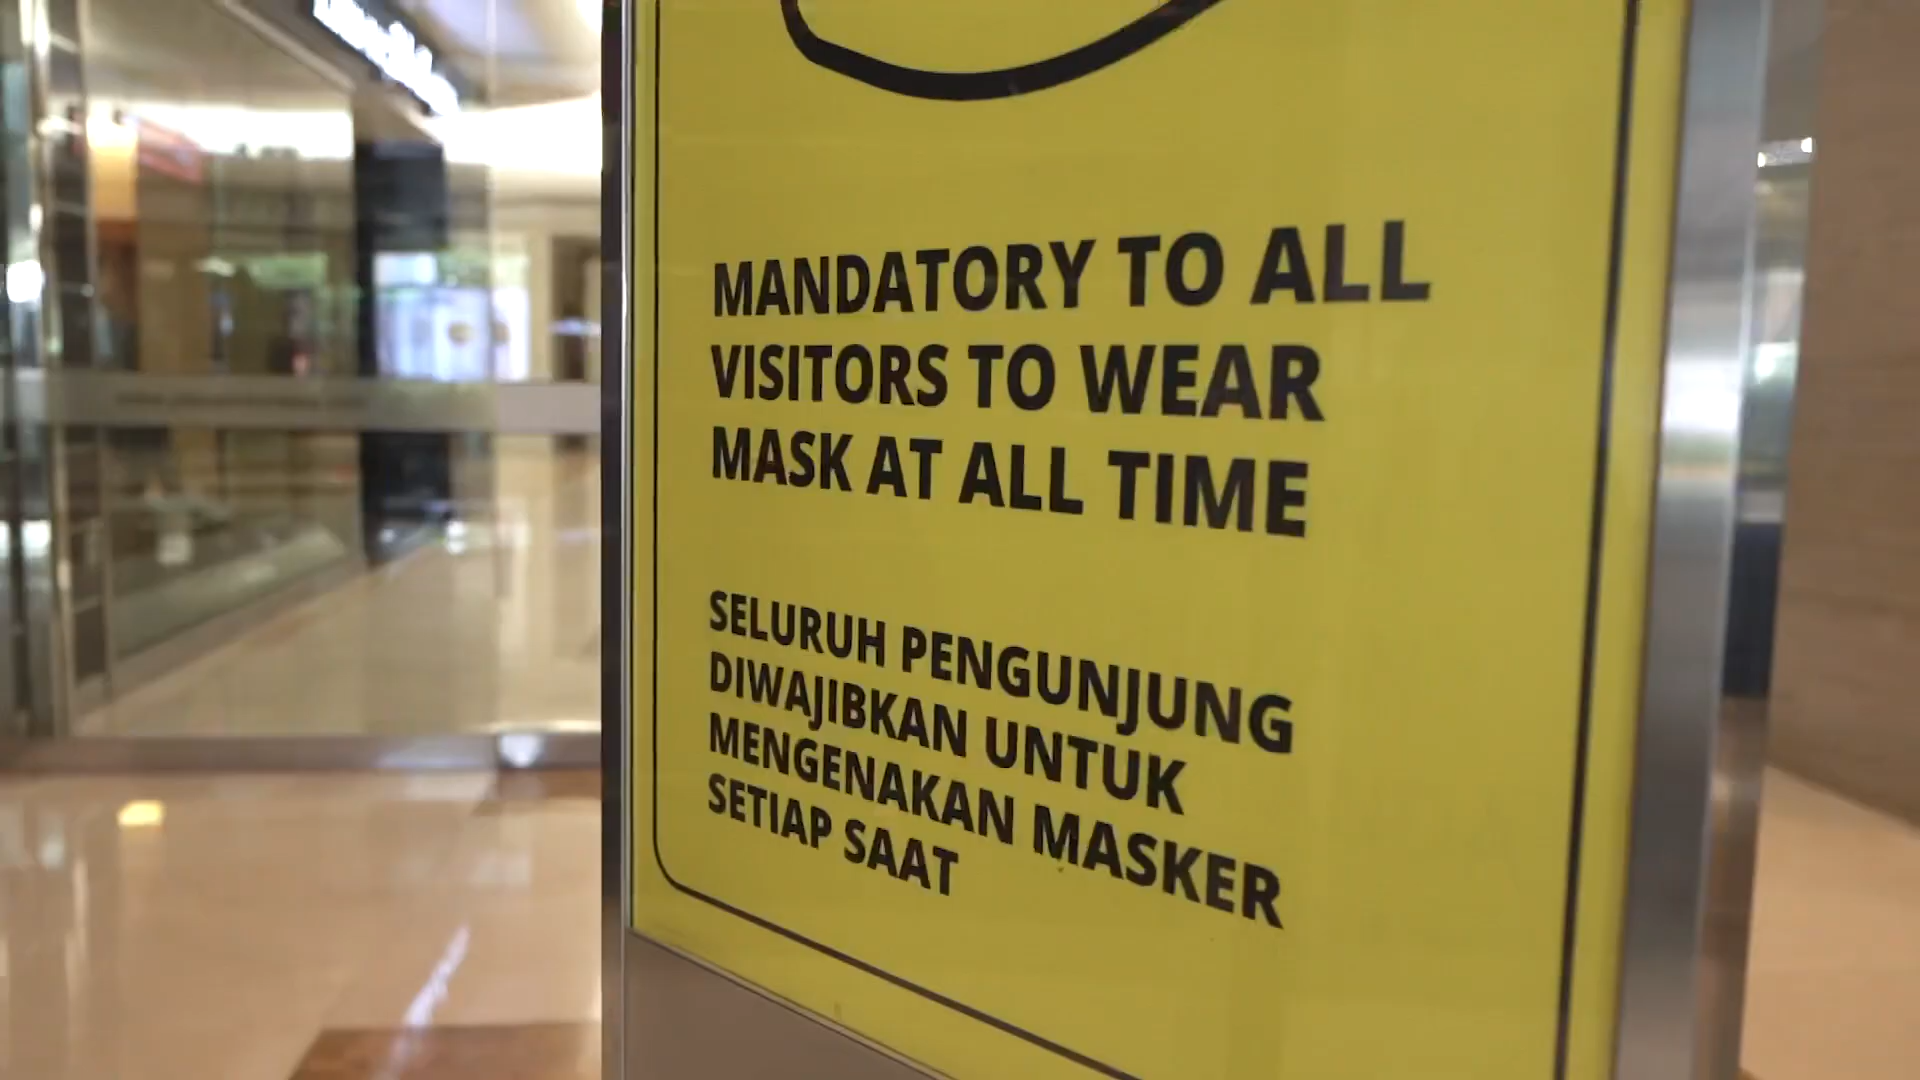 MANDATORY TO ALL
VISITORS TO WEAR
MASK AT ALL TIME
SELURUH PENGUNJUNG
DIWAJIBKAN UNTUK
MENGENAKAN MASKER
SETIAP SAAT